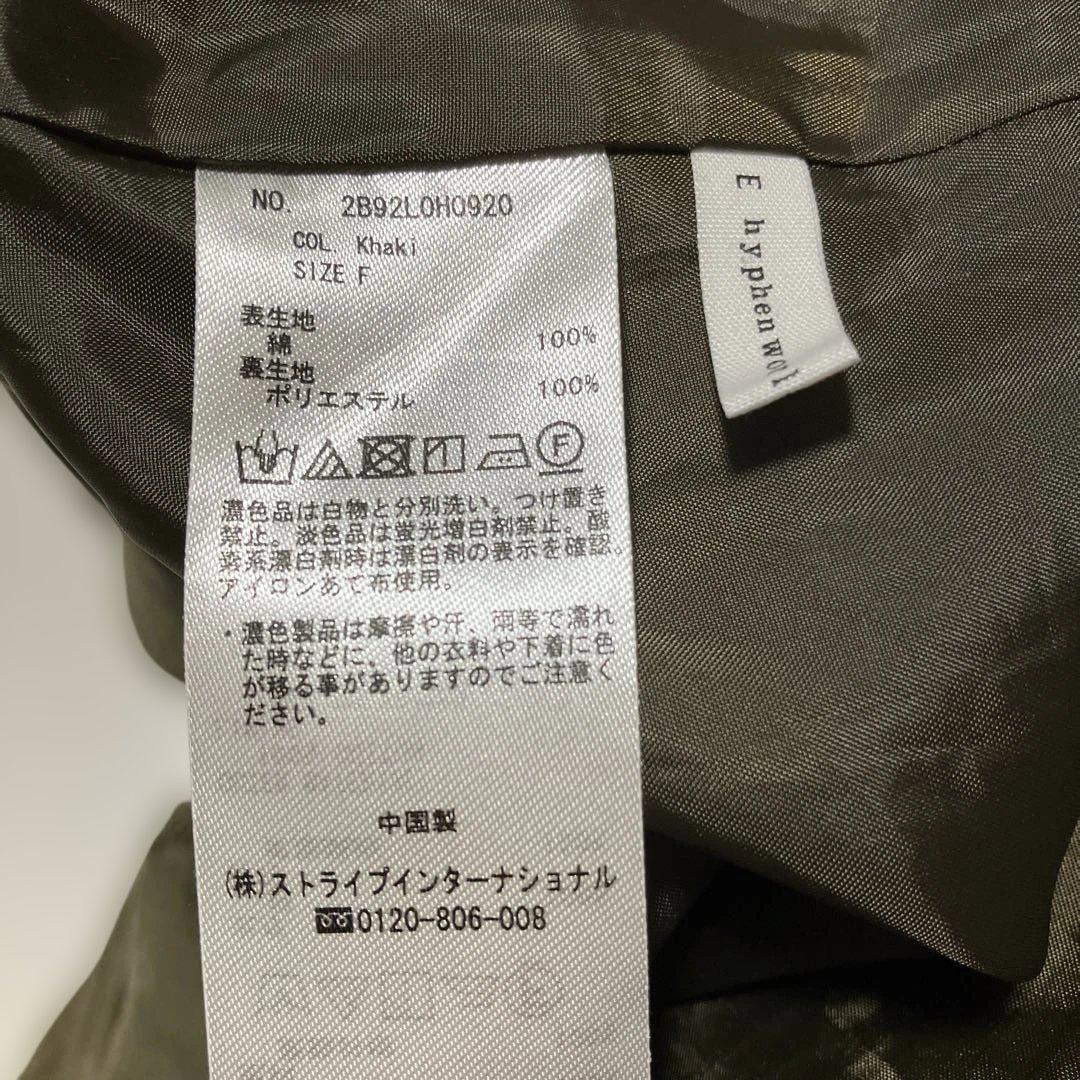 NO. 2B92L0H0920
COL Khaki
SIZE F
表生地
綿 100%
裏生地
ポリエステル 100%
F
濃色品は白物と分別洗い。つけ置き
禁止。淡色品は蛍光増白剤禁止。酸
素系漂白剤時は漂白剤の表示を確認。
アイロンあて布使用。
・濃色製品は摩擦や汗、雨等で濡れ
た時などに、他の衣料や下着に色
が移る事がありますのでご注意く
ださい。
中国製
(株)ストライプインターナショナル
0120-806-008
E hyphen